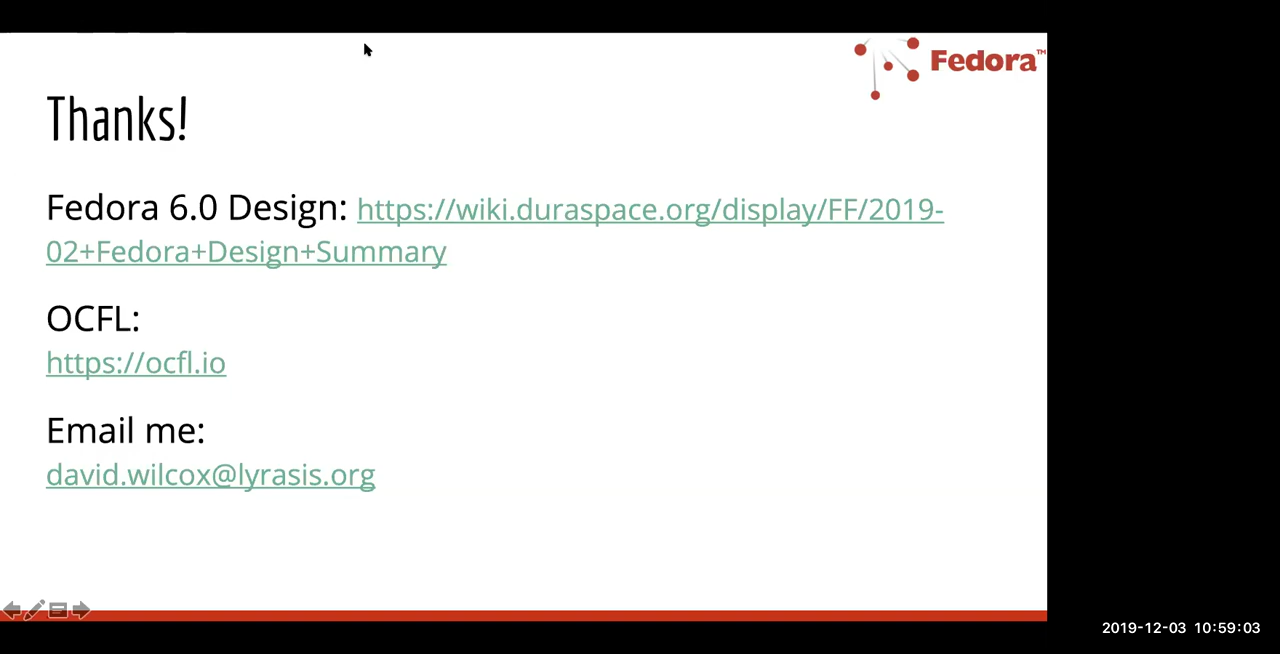 Fedora™
Thanks!
Fedora 6.0 Design: https://wiki.duraspace.org/display/FF/2019-
02+Fedora+Design+Summary
OCFL:
https://ocfl.io
Email me:
david.wilcox@lyrasis.org
2019-12-03 10:59:03